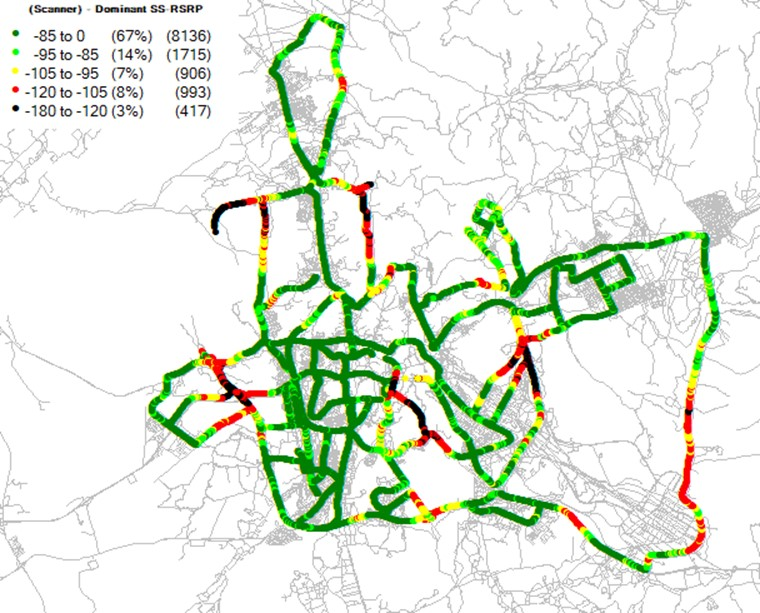 (Scanner) - Dominant SS-RSRP
-85 to 0 (67%) (8136)
-95 to -85 (14%) (1715)
-105 to -95 (7%) (906)
-120 to -105 (8%) (993)
-180 to -120 (3%) (417)